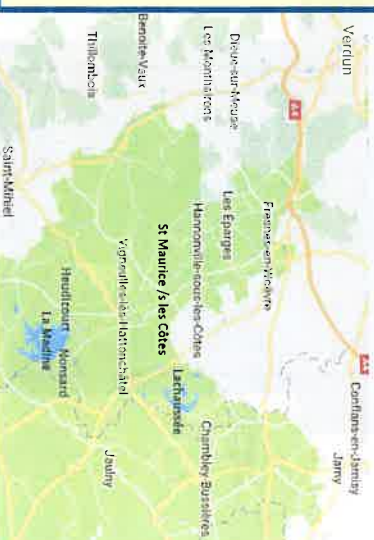 Verdun
Conflans-en-Jarnisy
Jarny
A4
Fresnes-en-Woëvre
Dieue-sur-Meuse
Les Éparges
Les Monthairons
Chambley-Bussières
Hannonville-sous-les-Côtes
Lachaussée
St Maurice /s les Côtes
Benoite-Vaux
Vigneulles-lès-Hattonchâtel
Jaulny
Thillombois
Heudicourt Nonsard
La Madine
Saint-Mihiel